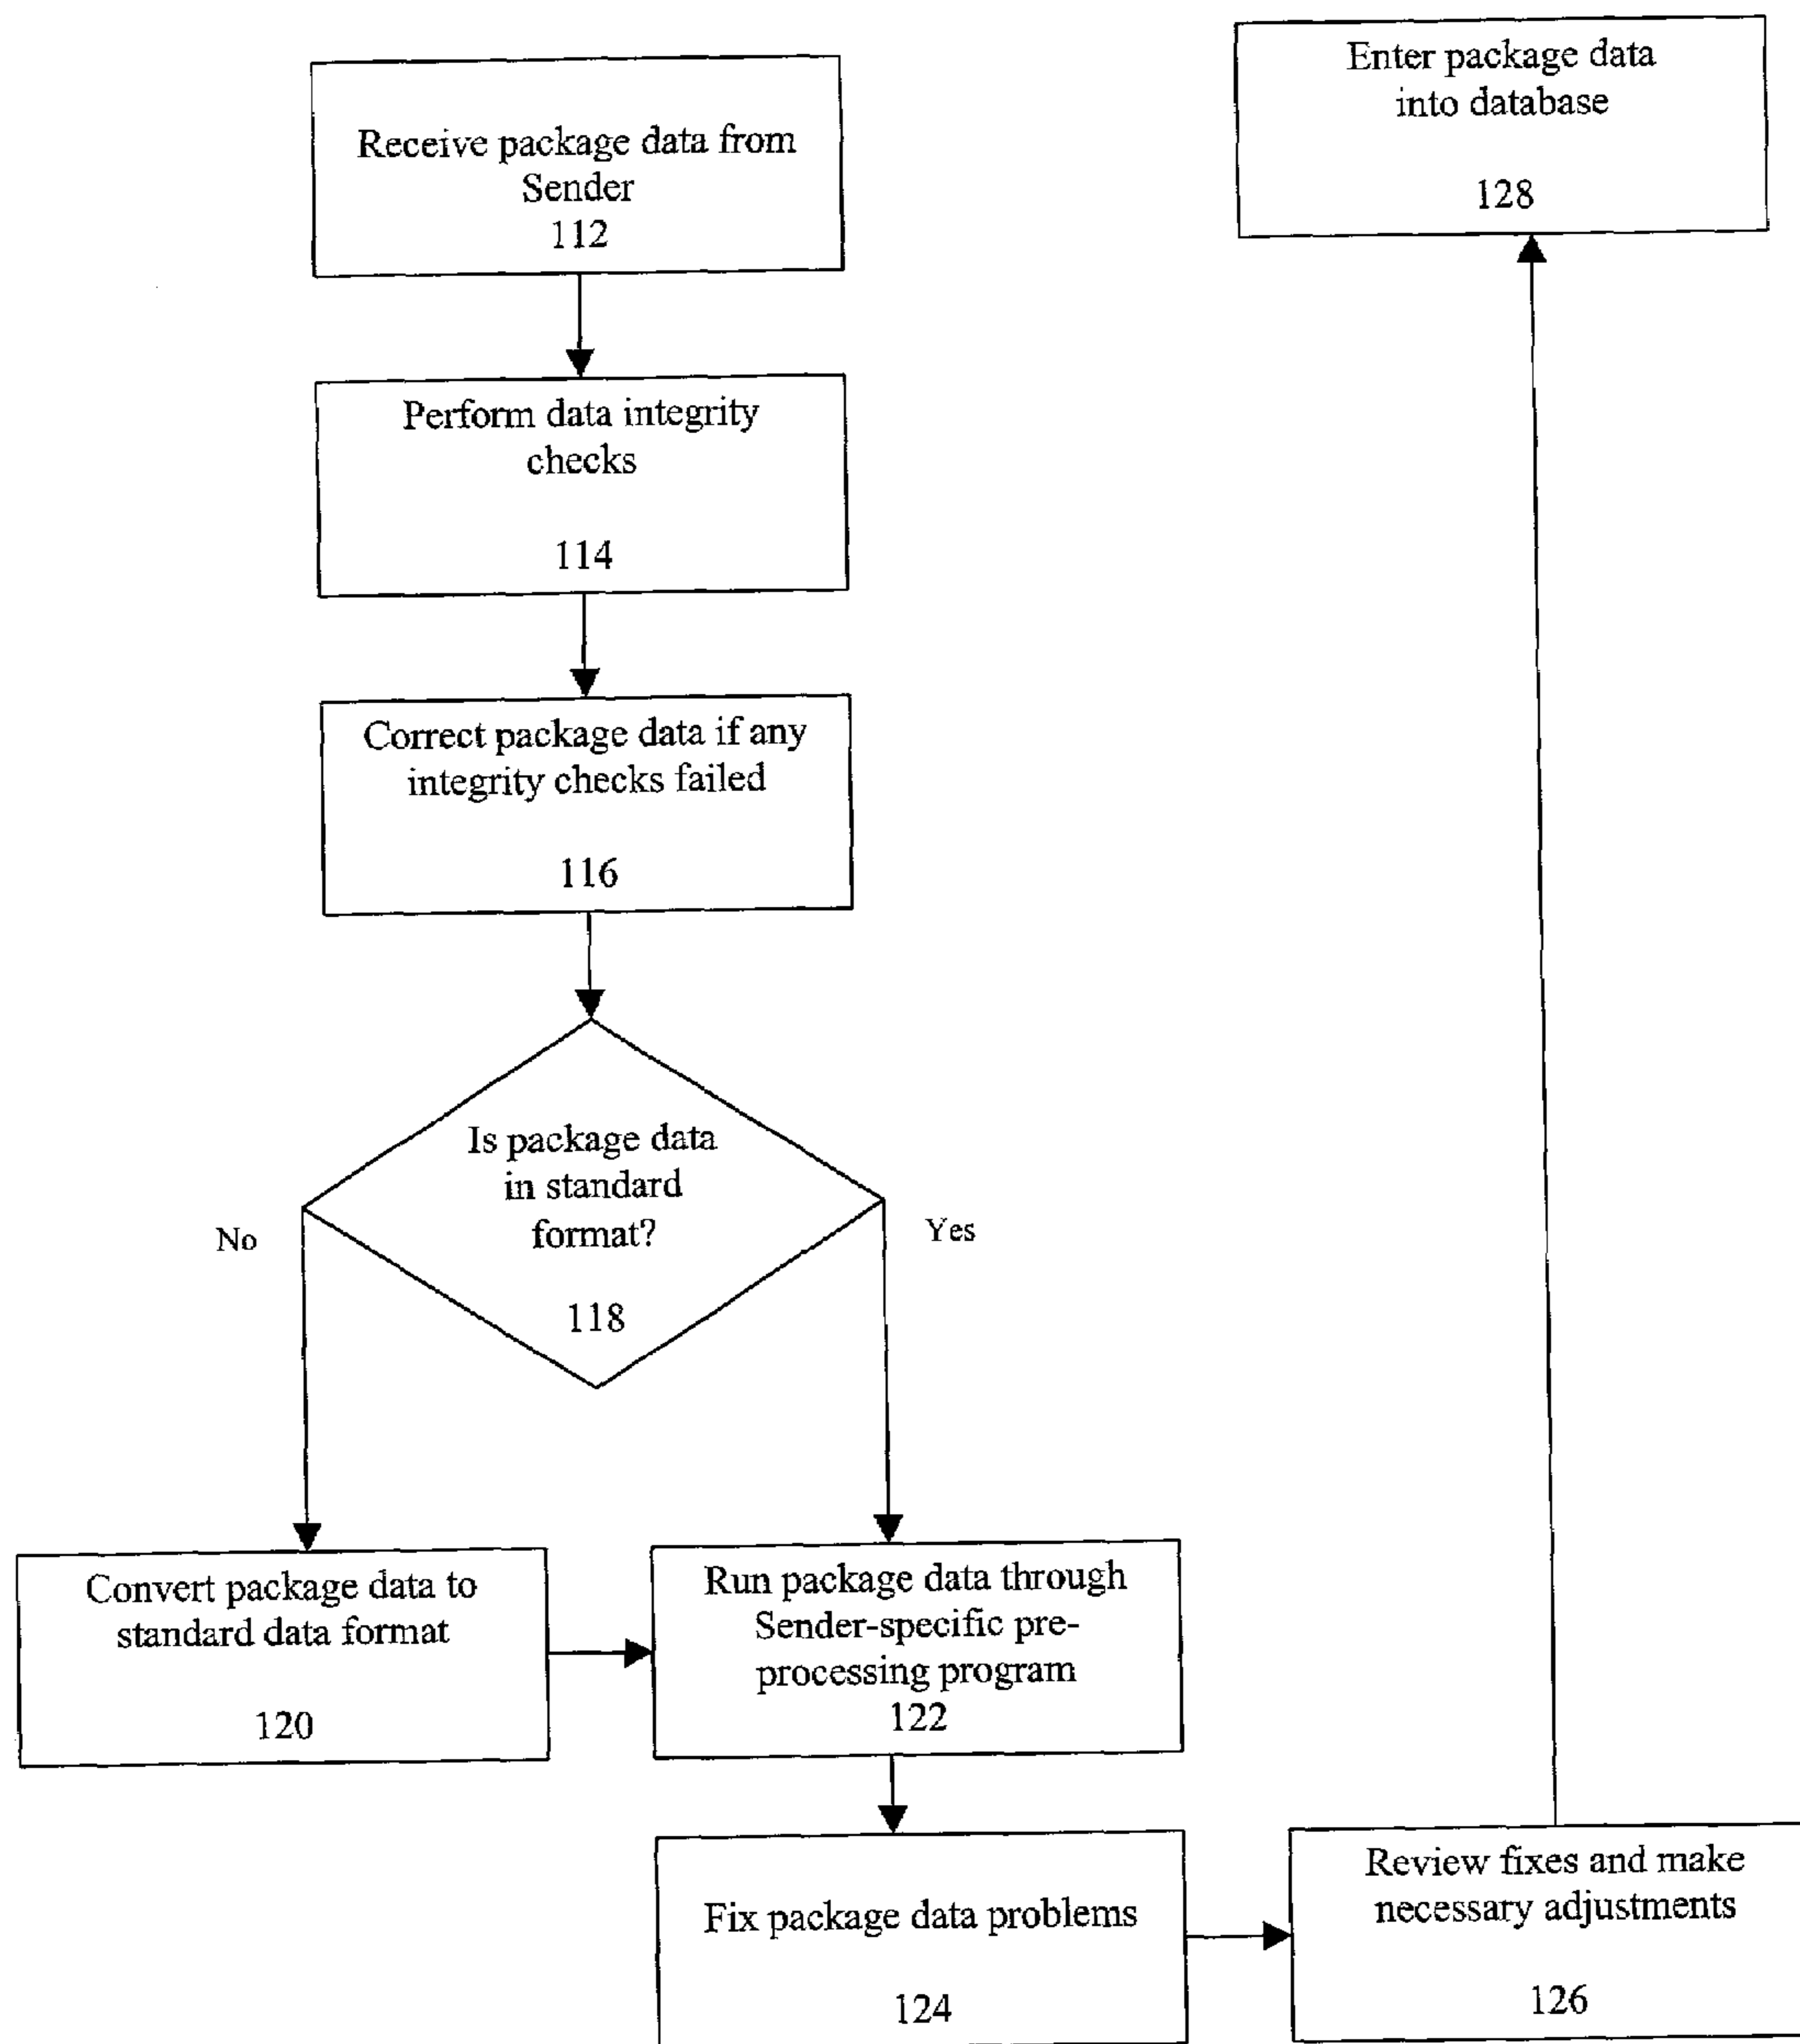 Receive package data from
Sender
112
Perform data integrity
checks
114
Correct package data if any
integrity checks failed
116
Is package data
in standard
format?
118
No
Yes
Convert package data to
standard data format
120
Run package data through
Sender-specific pre-
processing program
122
Fix package data problems
124
Review fixes and make
necessary adjustments
126
Enter package data
into database
128